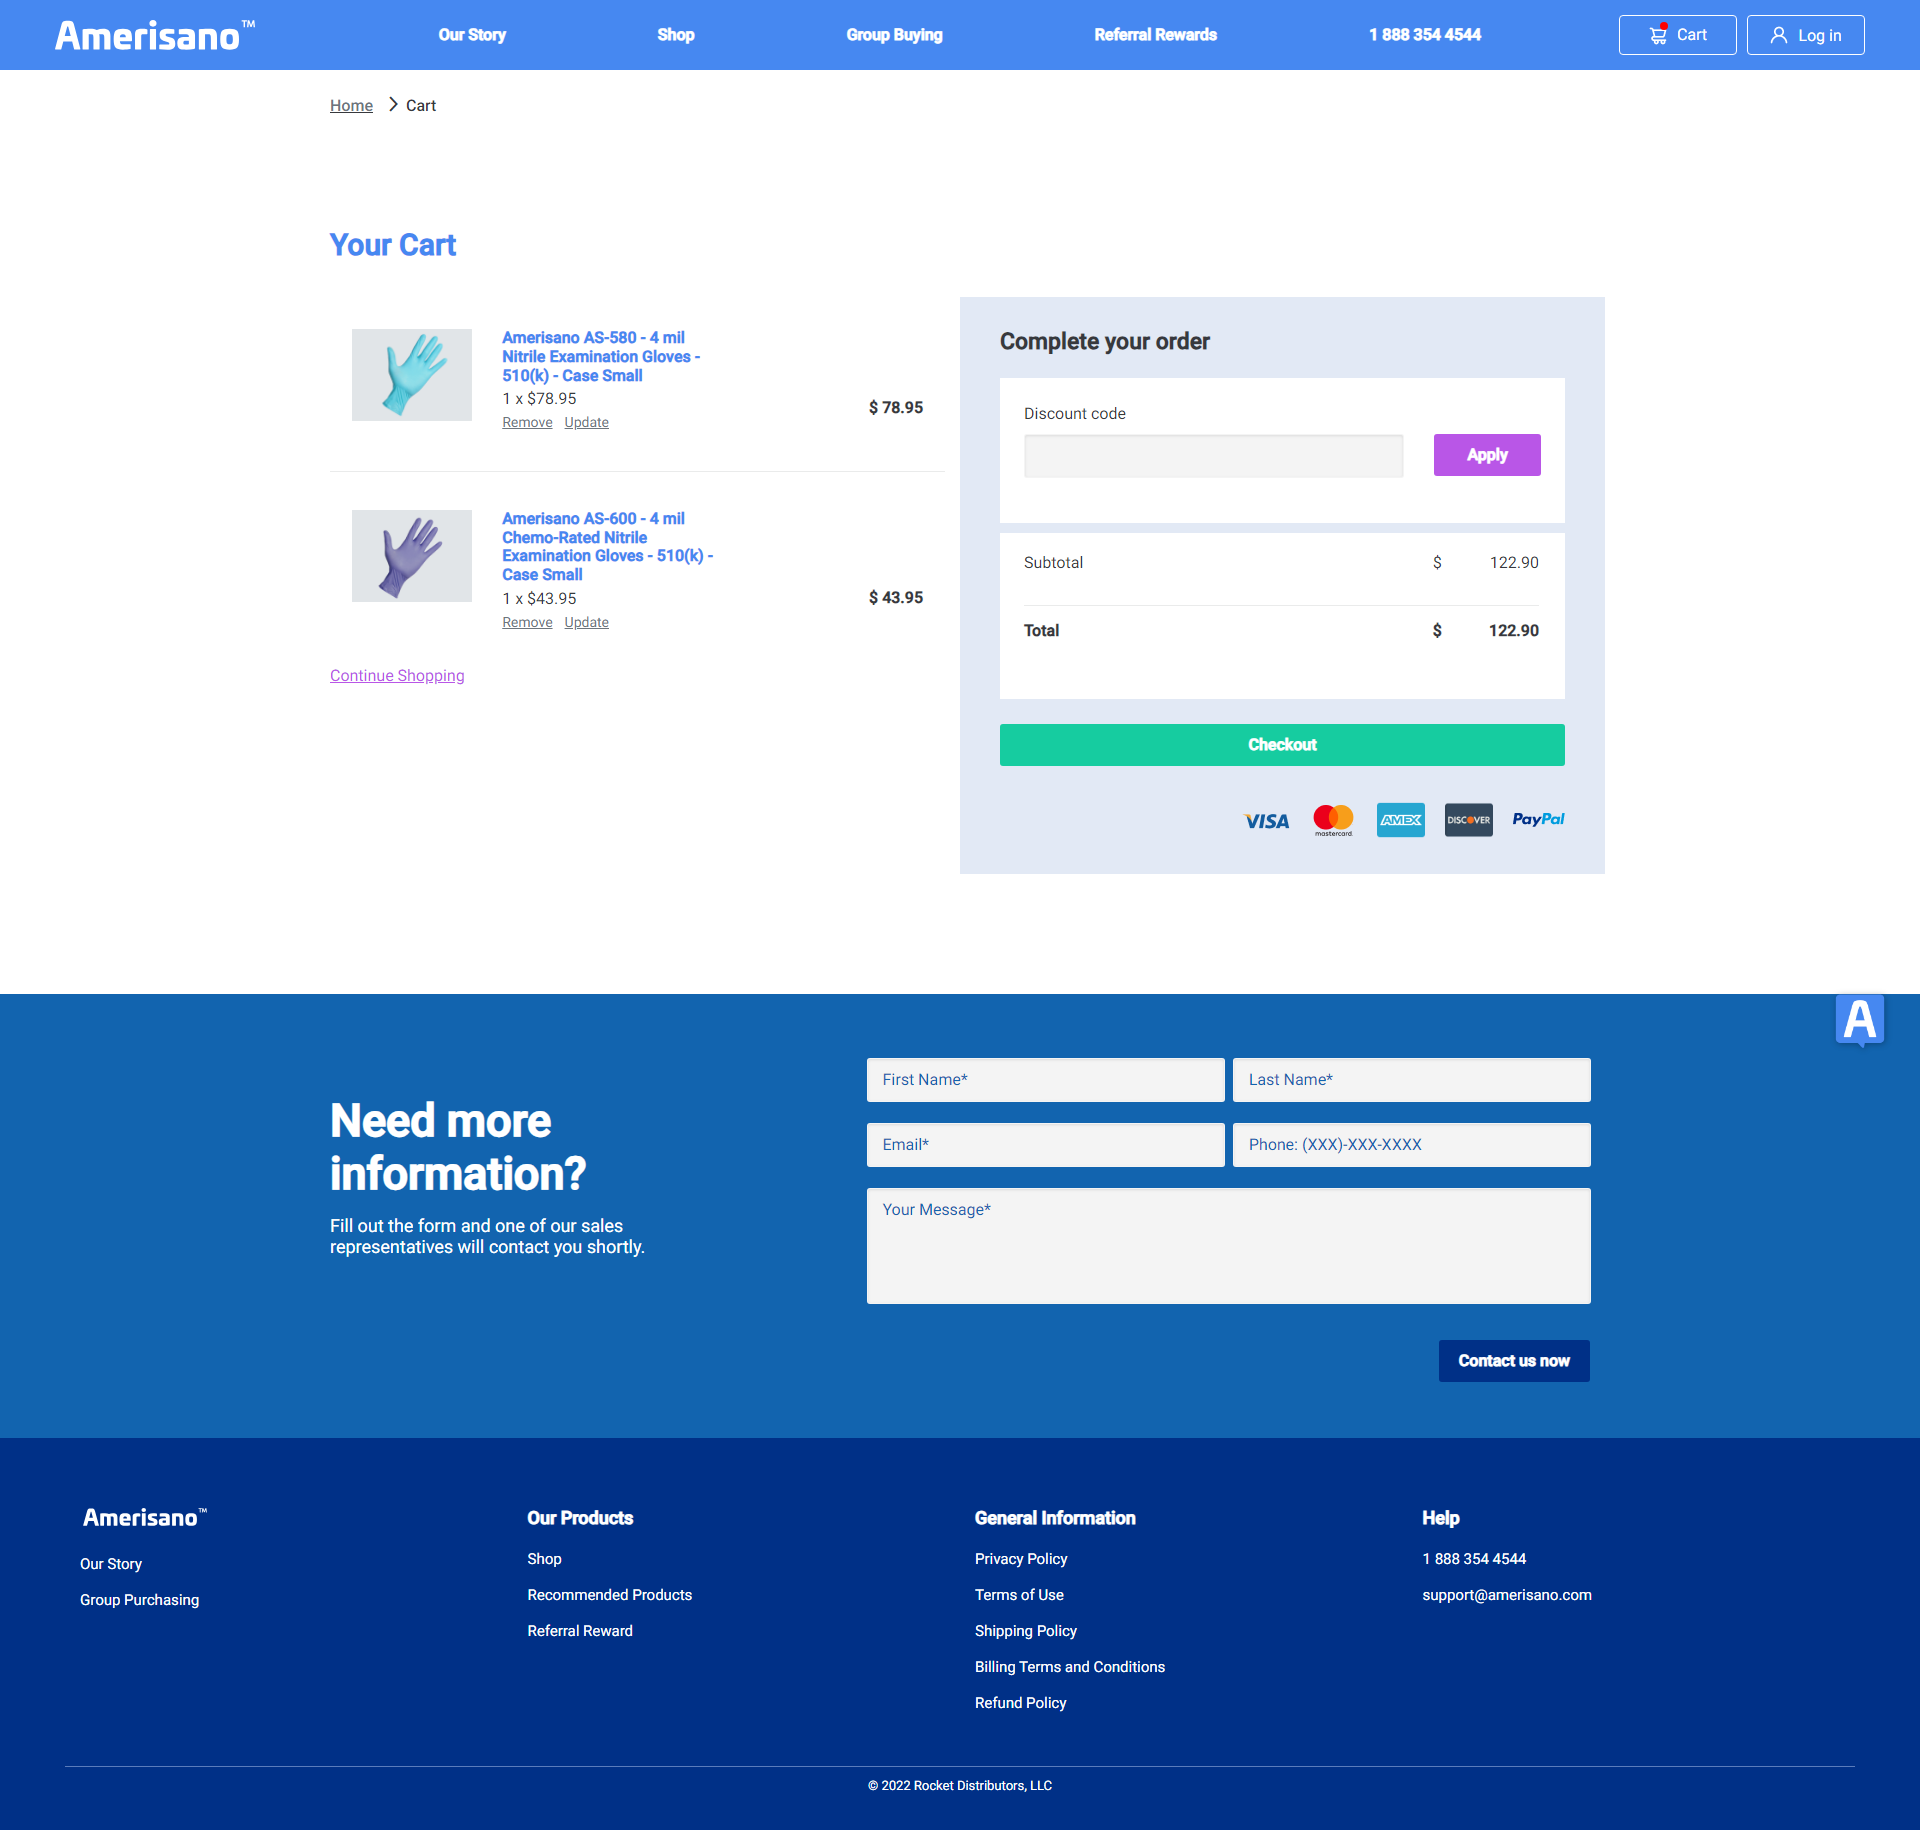 Amerisano™
Our Story
Shop
Group Buying
Referral Rewards
1 888 354 4544
Cart
Log in
Home
Cart
Your Cart
Amerisano AS-580 - 4 mil
Nitrile Examination Gloves -
510(k) - Case Small
1 x $78.95
Remove Update
$ 78.95
Amerisano AS-600 - 4 mil
Chemo-Rated Nitrile
Examination Gloves - 510(k) -
Case Small
1 x $43.95
Remove Update
$ 43.95
Continue Shopping
Complete your order
Discount code
Apply
Subtotal $ 122.90
Total $ 122.90
Checkout
VISA
mastercard.
AMEX
DISCOVER
PayPal
A
Need more
information?
Fill out the form and one of our sales
representatives will contact you shortly.
First Name*
Last Name*
Email*
Phone: (XXX)-XXX-XXXX
Your Message*
Contact us now
Amerisano™
Our Story
Group Purchasing
Our Products
Shop
Recommended Products
Referral Reward
General Information
Privacy Policy
Terms of Use
Shipping Policy
Billing Terms and Conditions
Refund Policy
Help
1 888 354 4544
support@amerisano.com
© 2022 Rocket Distributors, LLC